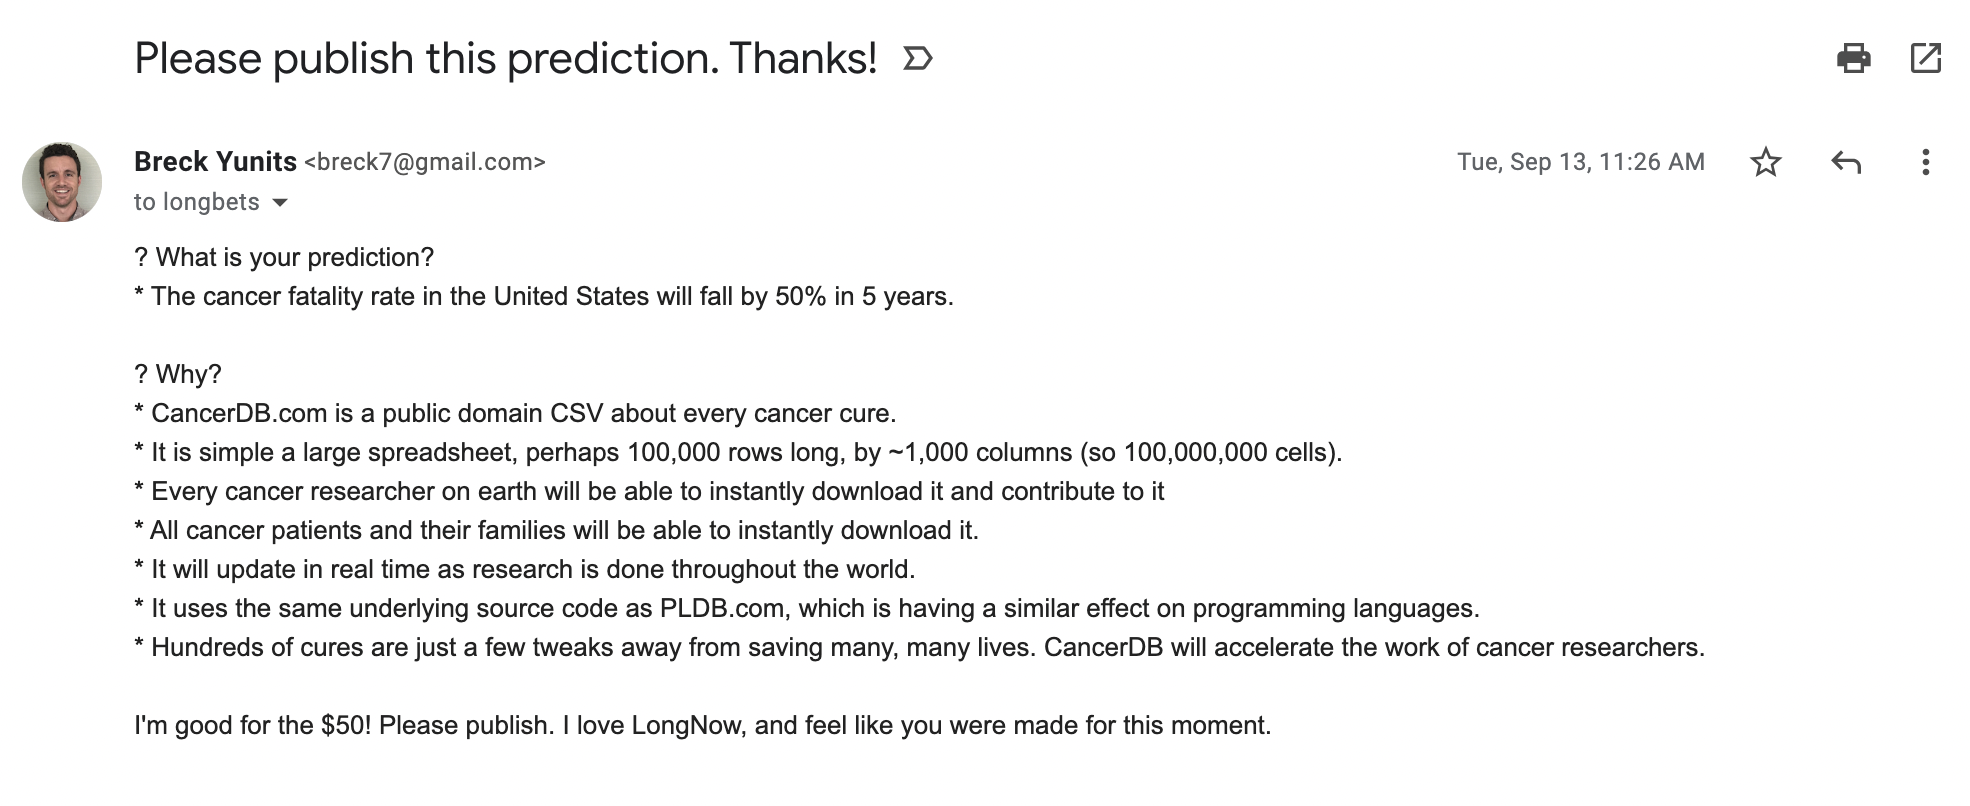 Please publish this prediction. Thanks!
Breck Yunits <breck7@gmail.com>
Tue, Sep 13, 11:26 AM
to longbets
? What is your prediction?
* The cancer fatality rate in the United States will fall by 50% in 5 years.
? Why?
* CancerDB.com is a public domain CSV about every cancer cure.
* It is simple a large spreadsheet, perhaps 100,000 rows long, by ~1,000 columns (so 100,000,000 cells).
* Every cancer researcher on earth will be able to instantly download it and contribute to it
* All cancer patients and their families will be able to instantly download it.
* It will update in real time as research is done throughout the world.
* It uses the same underlying source code as PLDB.com, which is having a similar effect on programming languages.
* Hundreds of cures are just a few tweaks away from saving many, many lives. CancerDB will accelerate the work of cancer researchers.
I'm good for the $50! Please publish. I love LongNow, and feel like you were made for this moment.